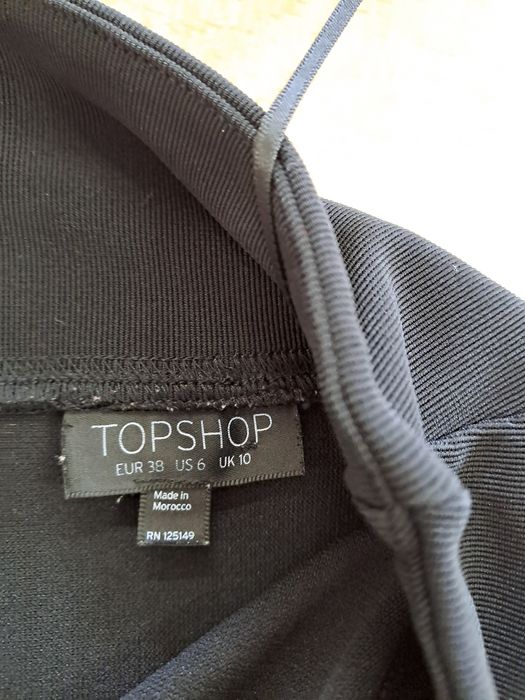 TOPSHOP
EUR 38 US 6 UK 10
Made in
Morocco
RN 125149